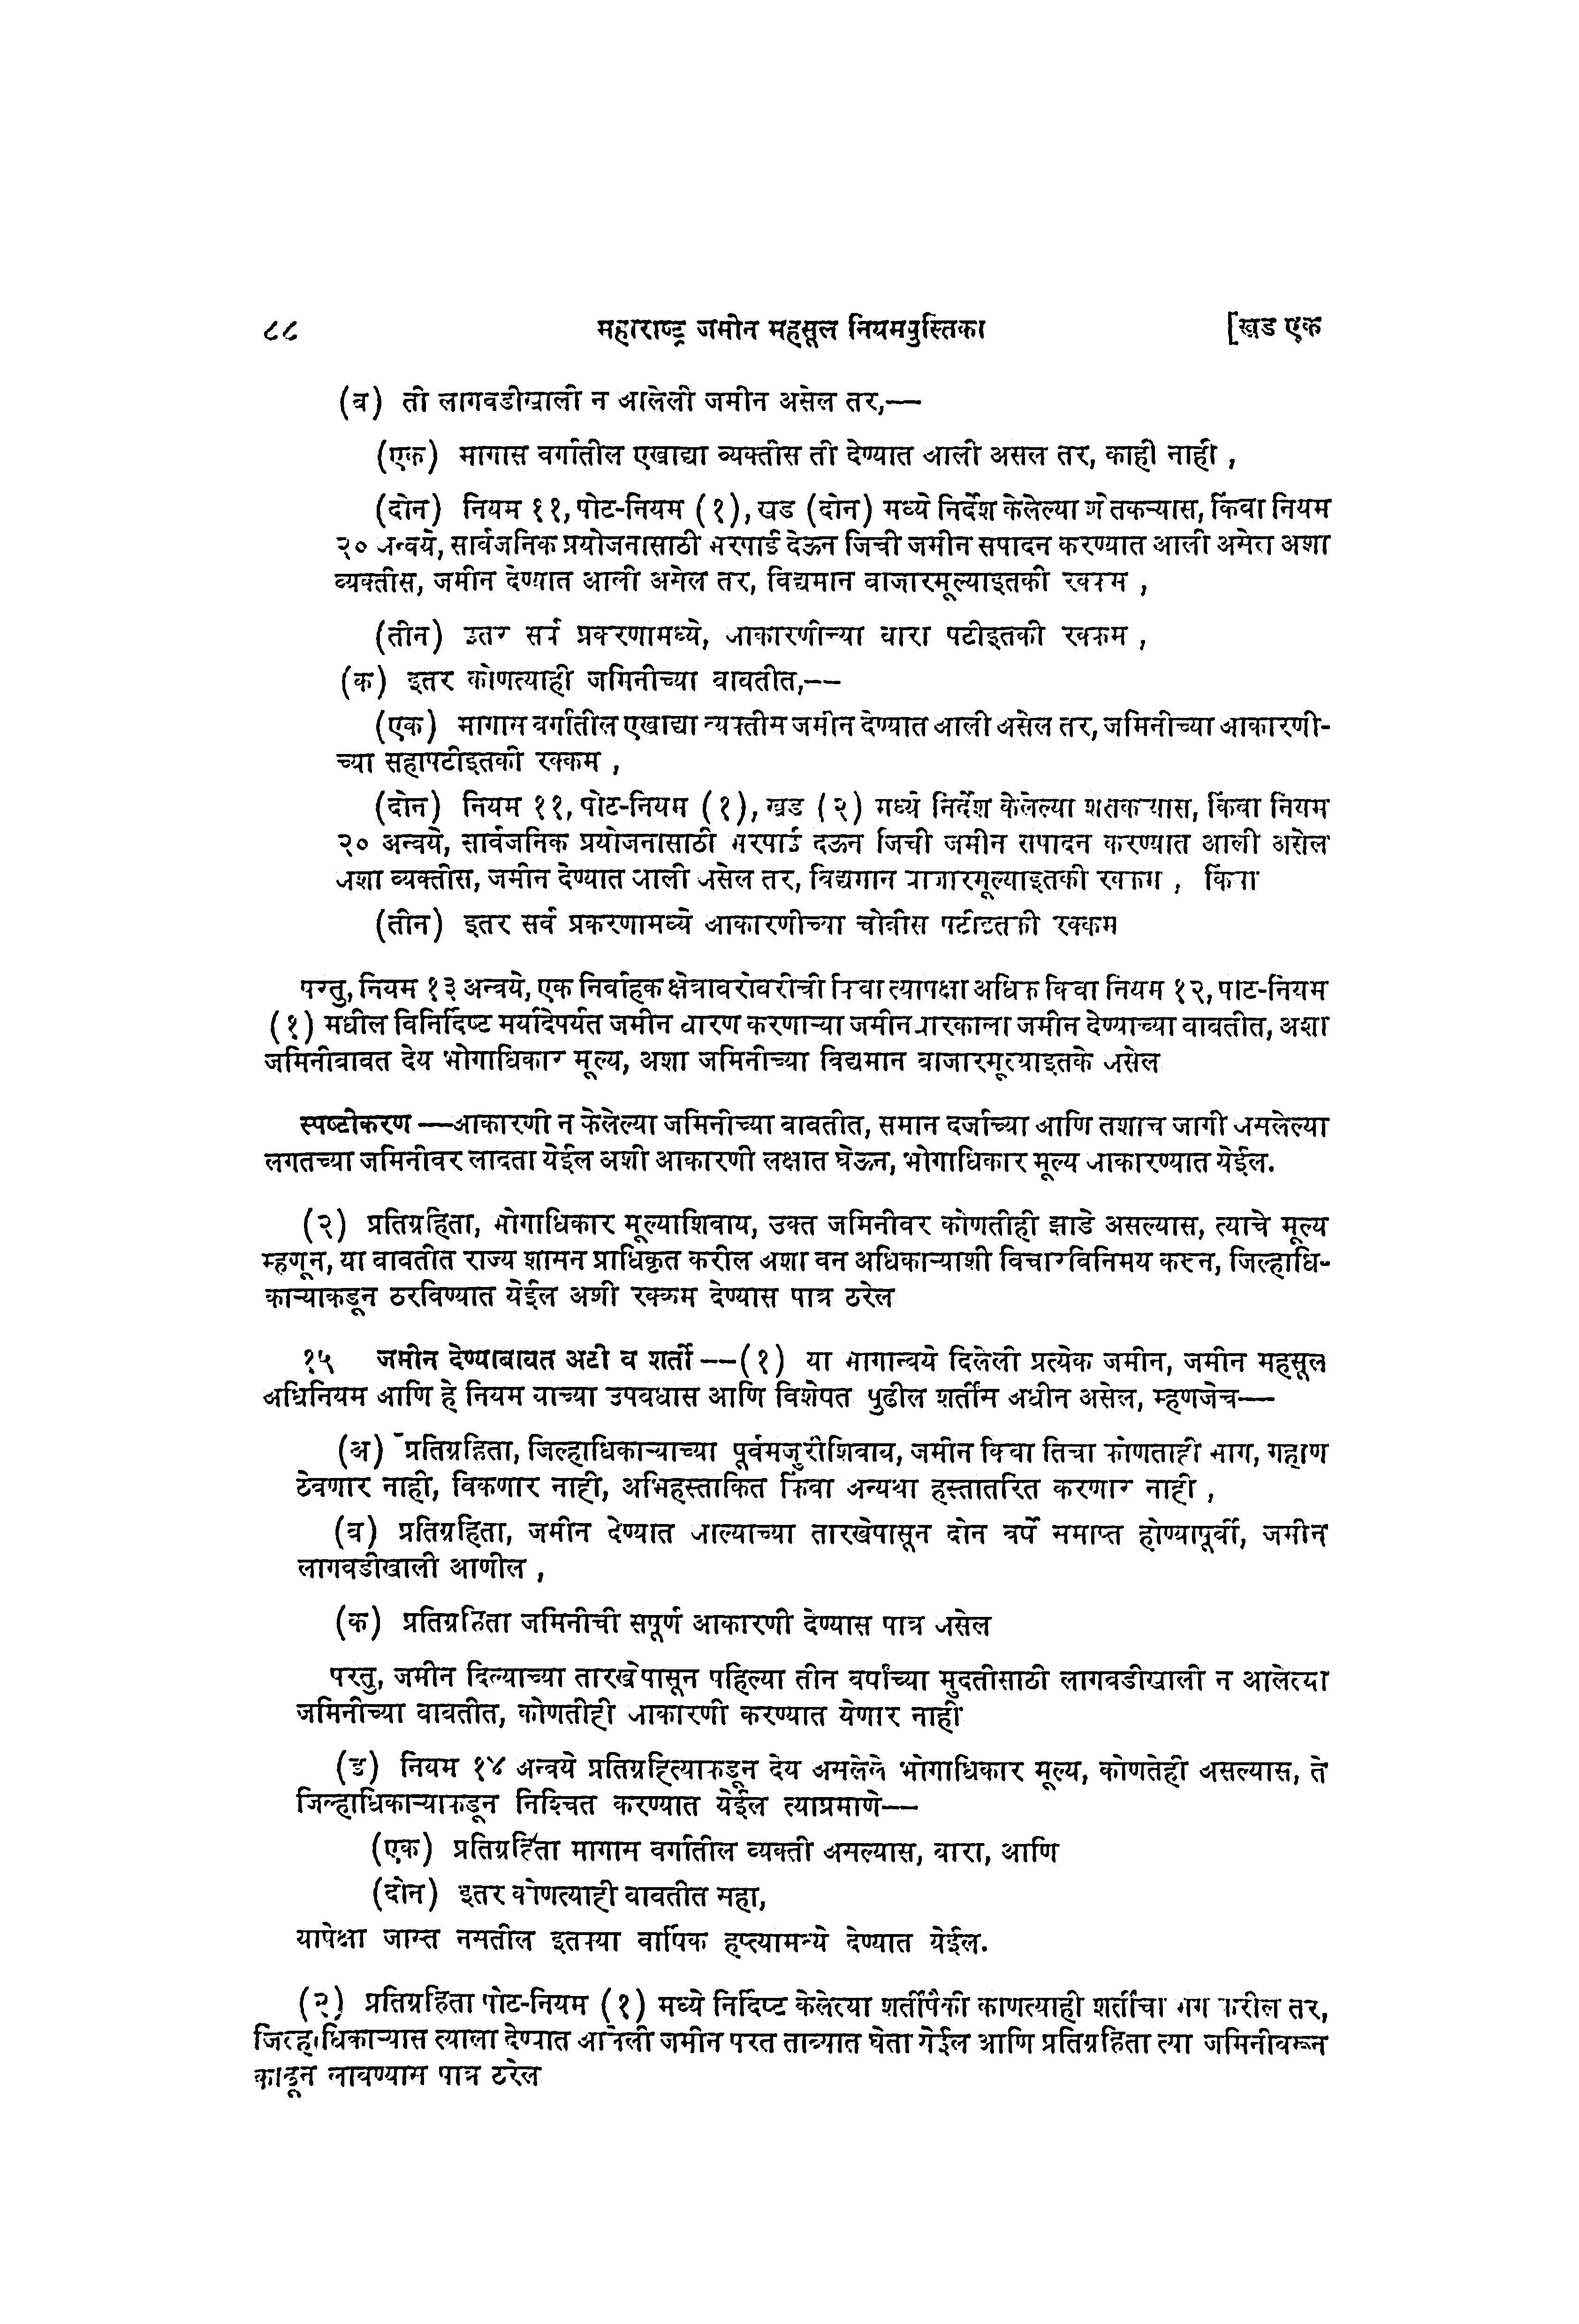 ८८ महाराष्ट्र जमीन महसूल नियमपुस्तिका [खड एक
(ब) ती लागवडीखाली न आलेली जमीन असेल तर,—
(एक) मागास वर्गातील एखाद्या व्यक्तीस ती देण्यात आली असल तर, काही नाही ,
(दोन) नियम ११, पोट-नियम (१), खड (दोन) मध्ये निर्देश केलेल्या शेतकऱ्यास, किंवा नियम
२० अन्वये, सार्वजनिक प्रयोजनासाठी भरपाई देऊन जिची जमीन सपादन करण्यात आली असेल अशा
व्यक्तीस, जमीन देण्यात आली असेल तर, विद्यमान बाजारमूल्याइतकी रक्कम ,
(तीन) इतर सर्व प्रकरणामध्ये, आकारणीच्या बारा पटीइतकी रक्कम ,
(क) इतर कोणत्याही जमिनीच्या बाबतीत,——
(एक) मागास वर्गातील एखाद्या व्यक्तीस जमीन देण्यात आली असेल तर, जमिनीच्या आकारणी-
च्या सहापटीइतकी रक्कम ,
(दोन) नियम ११, पोट-नियम (१), खड (२) मध्ये निर्देश केलेल्या शतकऱ्यास, किंवा नियम
२० अन्वये, सार्वजनिक प्रयोजनासाठी भरपाई दऊन जिची जमीन सपादन करण्यात आली असेल
अशा व्यक्तीस, जमीन देण्यात आली असेल तर, विद्यमान बाजारमूल्याइतकी रक्कम , किंवा
(तीन) इतर सर्व प्रकरणामध्ये आकारणीच्या चोवीस पटीइतकी रक्कम
परतु, नियम १३ अन्वये, एक निर्वाहक क्षेत्राबरोबरीची किवा त्यापेक्षा अधिक किवा नियम १२, पोट-नियम
(१) मधील विनिर्दिष्ट मर्यादेपर्यत जमीन धारण करणाऱ्या जमीनधारकाला जमीन देण्याच्या बाबतीत, अशा
जमिनीबाबत देय भोगाधिकार मूल्य, अशा जमिनीच्या विद्यमान बाजारमूल्याइतके असेल
स्पष्टीकरण —आकारणी न केलेल्या जमिनीच्या बाबतीत, समान दर्जाच्या आणि तशाच जागी असलेल्या
लगतच्या जमिनीवर लादता येईल अशी आकारणी लक्षात घेऊन, भोगाधिकार मूल्य आकारण्यात येईल.
(२) प्रतिग्रहिता, भोगाधिकार मूल्याशिवाय, उक्त जमिनीवर कोणतीही झाडे असल्यास, त्याचे मूल्य
म्हणून, या बाबतीत राज्य शासन प्राधिकृत करील अशा वन अधिकाऱ्याशी विचारविनिमय करून, जिल्हाधि-
काऱ्याकडून ठरविण्यात येईल अशी रक्कम देण्यास पात्र ठरेल
१५ जमीन देण्याबाबत अटी व शर्ती ——(१) या भागान्वये दिलेली प्रत्येक जमीन, जमीन महसूल
अधिनियम आणि हे नियम याच्या उपबधास आणि विशेषत पुढील शर्तीस अधीन असेल, म्हणजेच——
(अ) प्रतिग्रहिता, जिल्हाधिकाऱ्याच्या पूर्वमजुरीशिवाय, जमीन किवा तिचा कोणताही भाग, गहाण
ठेवणार नाही, विकणार नाही, अभिहस्ताकित किंवा अन्यथा हस्तातरित करणार नाही ,
(ब) प्रतिग्रहिता, जमीन देण्यात आल्याच्या तारखेपासून दोन वर्षे समाप्त होण्यापूर्वी, जमीन
लागवडीखाली आणील ,
(क) प्रतिग्रहिता जमिनीची सपूर्ण आकारणी देण्यास पात्र असेल
परतु, जमीन दिल्याच्या तारखेपासून पहिल्या तीन वर्षांच्या मुदतीसाठी लागवडीखाली न आलेल्या
जमिनीच्या बाबतीत, कोणतीही आकारणी करण्यात येणार नाही
(ड) नियम १४ अन्वये प्रतिग्रहित्याकडून देय असलेले भोगाधिकार मूल्य, कोणतेही असल्यास, ते
जिल्हाधिकाऱ्याकडून निश्चित करण्यात येईल त्याप्रमाणे——
(एक) प्रतिग्रहिता मागास वर्गातील व्यक्ती असल्यास, बारा, आणि
(दोन) इतर कोणत्याही बाबतीत सहा,
यापेक्षा जास्त नसतील इतक्या वार्षिक हप्त्यामध्ये देण्यात येईल.
(२) प्रतिग्रहिता पोट-नियम (१) मध्ये निर्दिष्ट केलेल्या शर्तीपैकी कोणत्याही शर्तीचा भग करील तर,
जिल्हाधिकाऱ्यास त्याला देण्यात आलेली जमीन परत ताब्यात घेता येईल आणि प्रतिग्रहिता त्या जमिनीवरून
काढून लावण्यास पात्र ठरेल